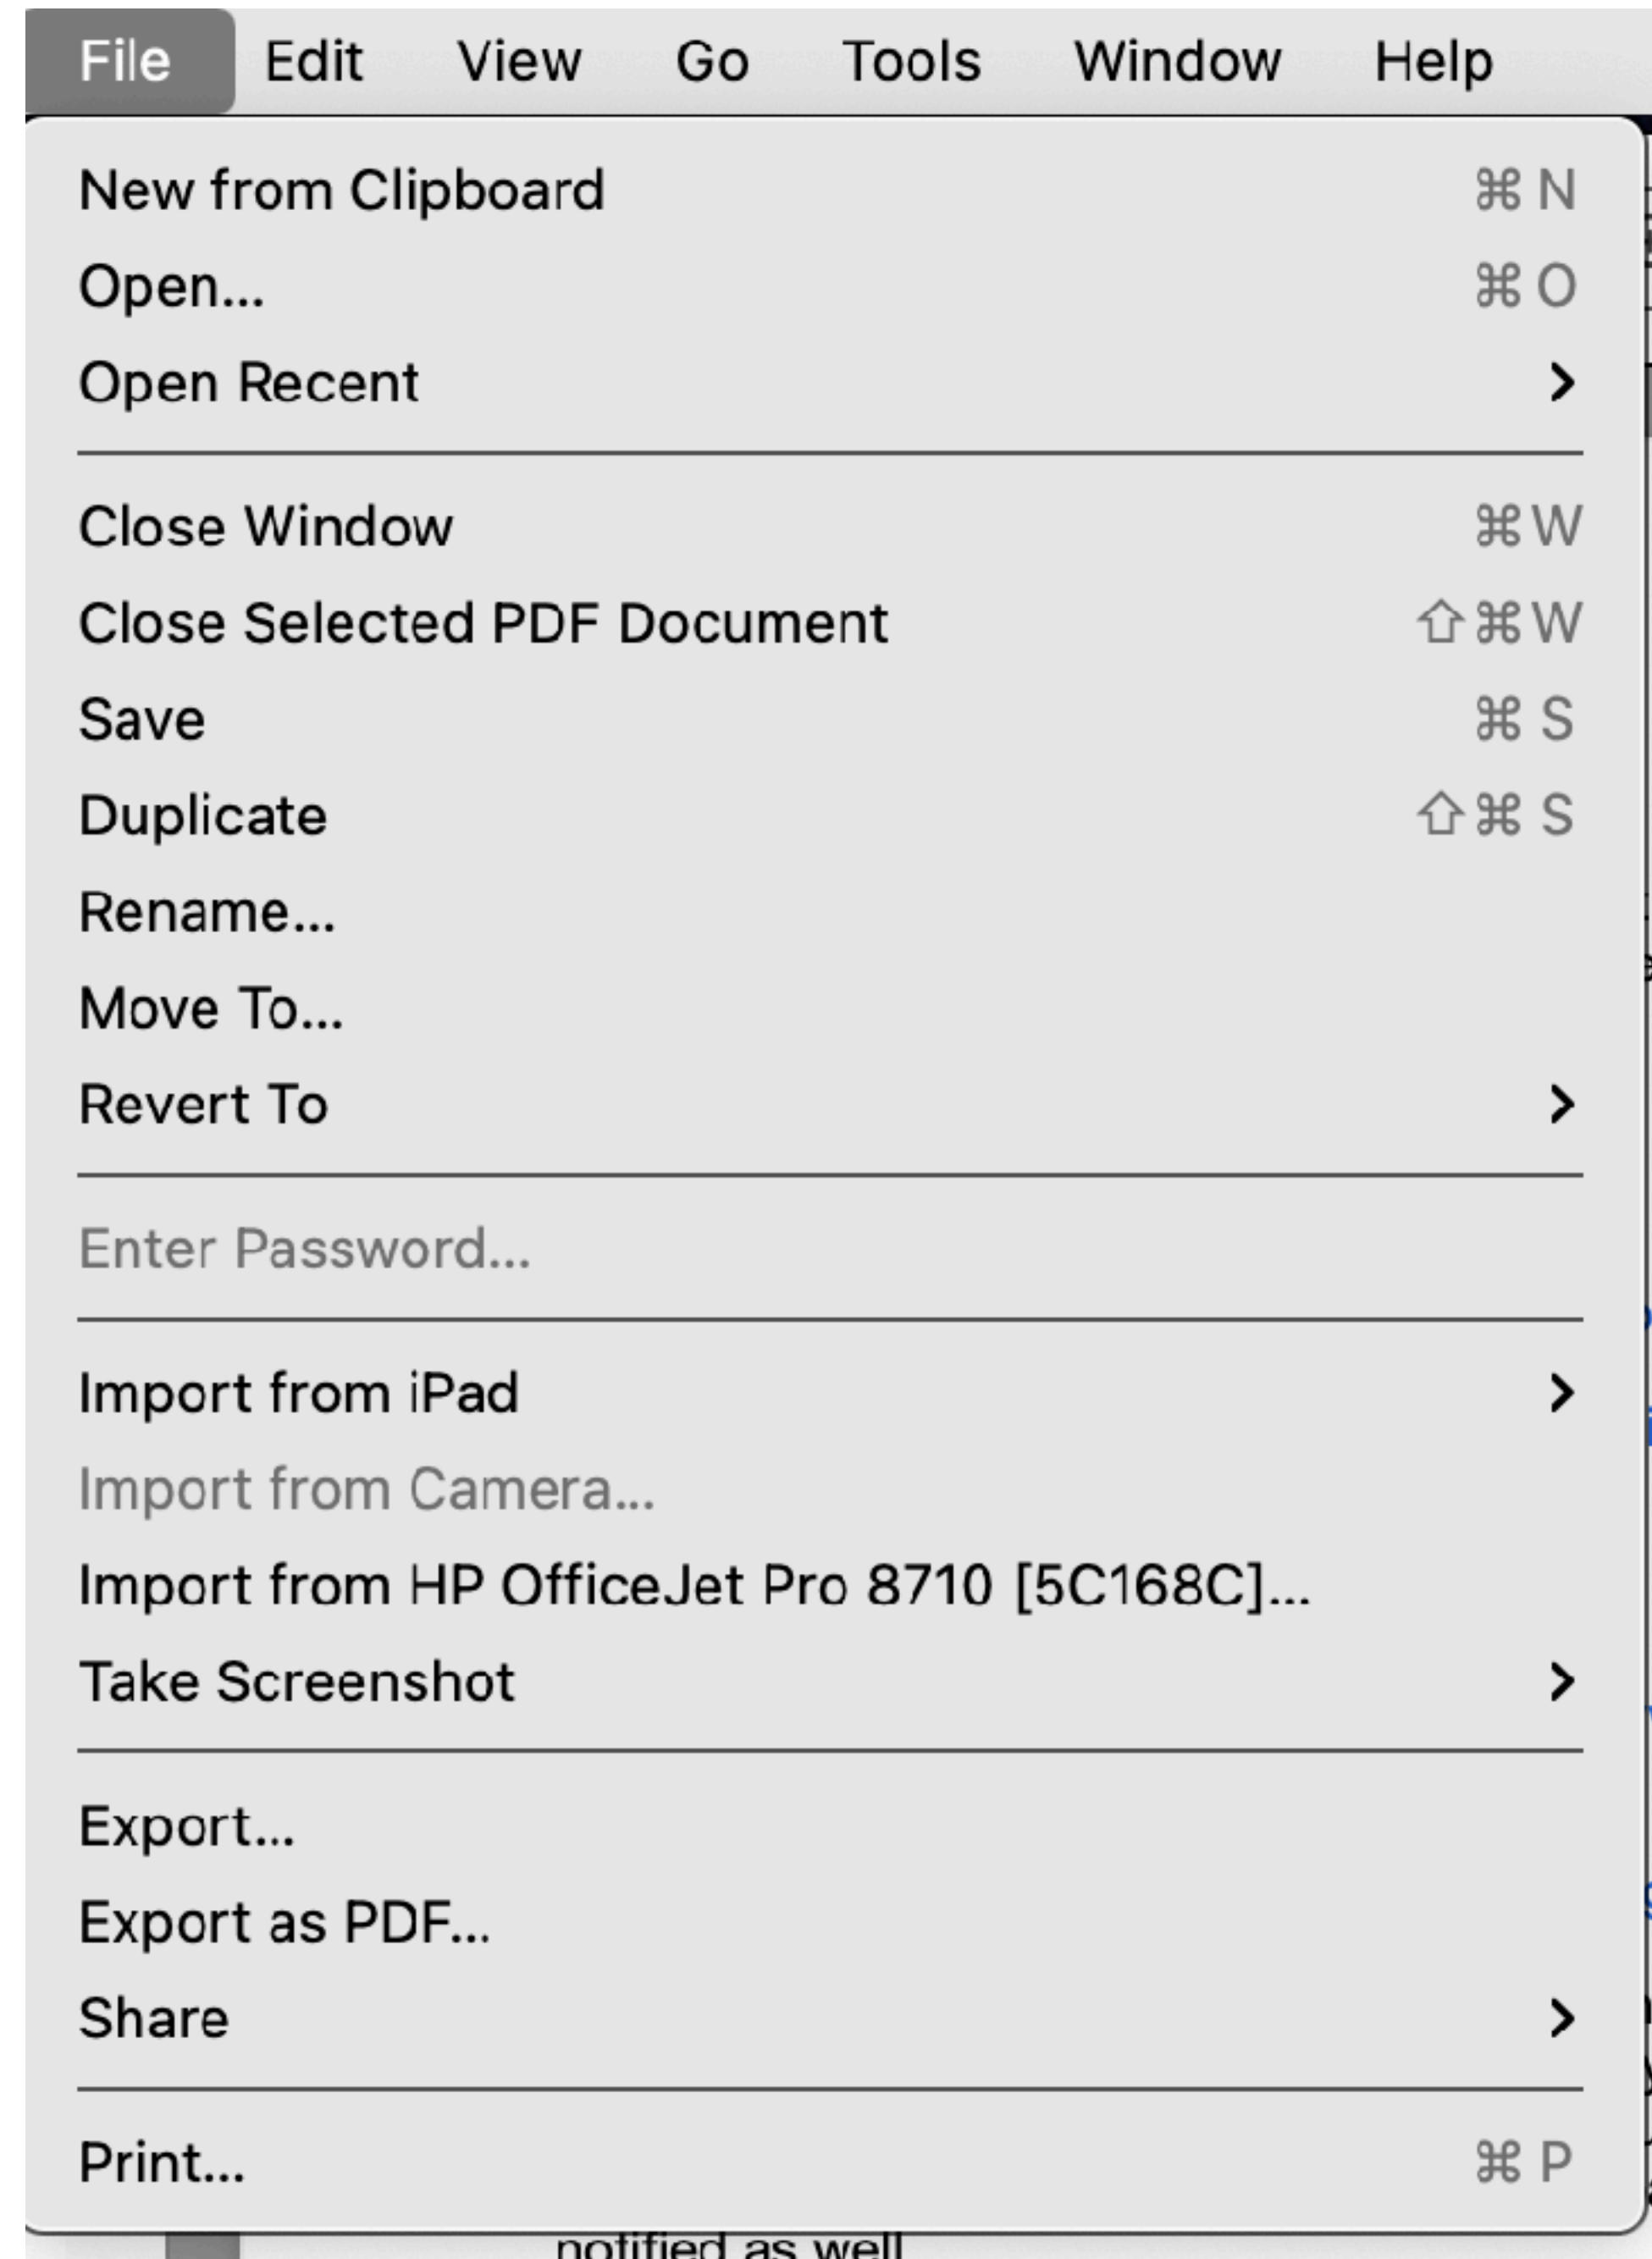 File Edit View Go Tools Window Help
New from Clipboard ⌘ N
Open... ⌘ O
Open Recent >
Close Window ⌘ W
Close Selected PDF Document ⇧ ⌘ W
Save ⌘ S
Duplicate ⇧ ⌘ S
Rename...
Move To...
Revert To >
Enter Password...
Import from iPad >
Import from Camera...
Import from HP OfficeJet Pro 8710 [5C168C]...
Take Screenshot >
Export...
Export as PDF...
Share >
Print... ⌘ P
notified as well